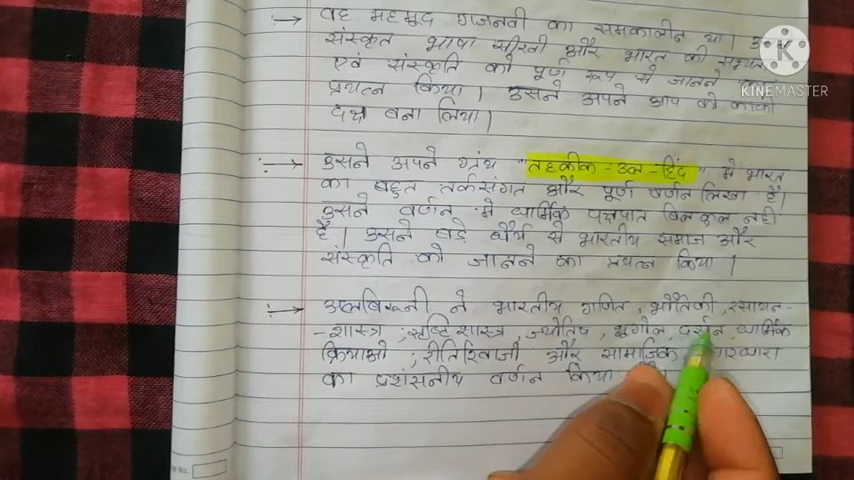 वह महमूद गजनवी का समकालीन था।
संस्कृत भाषा सीखी और भारत की सभ्यता
एवं संस्कृति को पूर्ण रूप से जानने का
प्रयत्न किया। उसने अपने आप को काफी
दक्ष बना लिया।
उसने अपने ग्रंथ "तहकीक-उल-हिंद" में भारत
का बहुत तर्कसंगत और पूर्ण वर्णन लिखा है।
उसने वर्णन में धार्मिक पक्षपात बिलकुल नही
है। उसने बड़े धैर्य से भारतीय समाज और
संस्कृति को जानने का प्रयत्न किया।
अलबिरूनी ने भारतीय गणित, भौतिकी, रसायन-
-शास्त्र, सृष्टि शास्त्र, ज्योतिष, भूगोल, दर्शन, धार्मिक
क्रियाओं, रीतिरिवाजों और सामाजिक
का प्रशंसनीय वर्णन किया
KINEMASTER